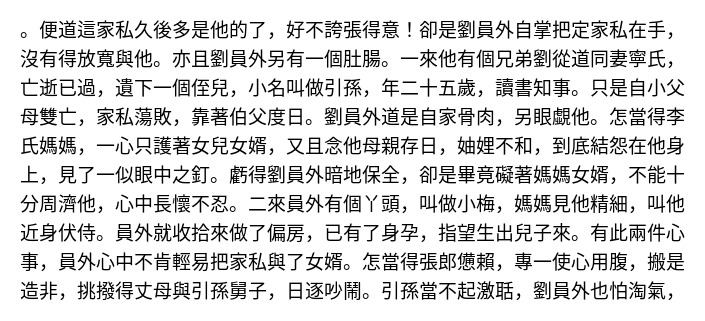 。便道這家私久後多是他的了，好不誇張得意！卻是劉員外自掌把定家私在手，
沒有得放寬與他。亦且劉員外另有一個肚腸。一來他有個兄弟劉從道同妻寧氏，
亡逝已過，遺下一個侄兒，小名叫做引孫，年二十五歲，讀書知事。只是自小父
母雙亡，家私蕩敗，靠著伯父度日。劉員外道是自家骨肉，另眼覷他。怎當得李
氏媽媽，一心只護著女兒女婿，又且念他母親存日，妯娌不和，到底結怨在他身
上，見了一似眼中之釘。虧得劉員外暗地保全，卻是畢竟礙著媽媽女婿，不能十
分周濟他，心中長懷不忍。二來員外有個丫頭，叫做小梅，媽媽見他精細，叫他
近身伏侍。員外就收拾來做了偏房，已有了身孕，指望生出兒子來。有此兩件心
事，員外心中不肯輕易把家私與了女婿。怎當得張郎憊賴，專一使心用腹，搬是
造非，挑撥得丈母與引孫舅子，日逐吵鬧。引孫當不起激聒，劉員外也怕淘氣，